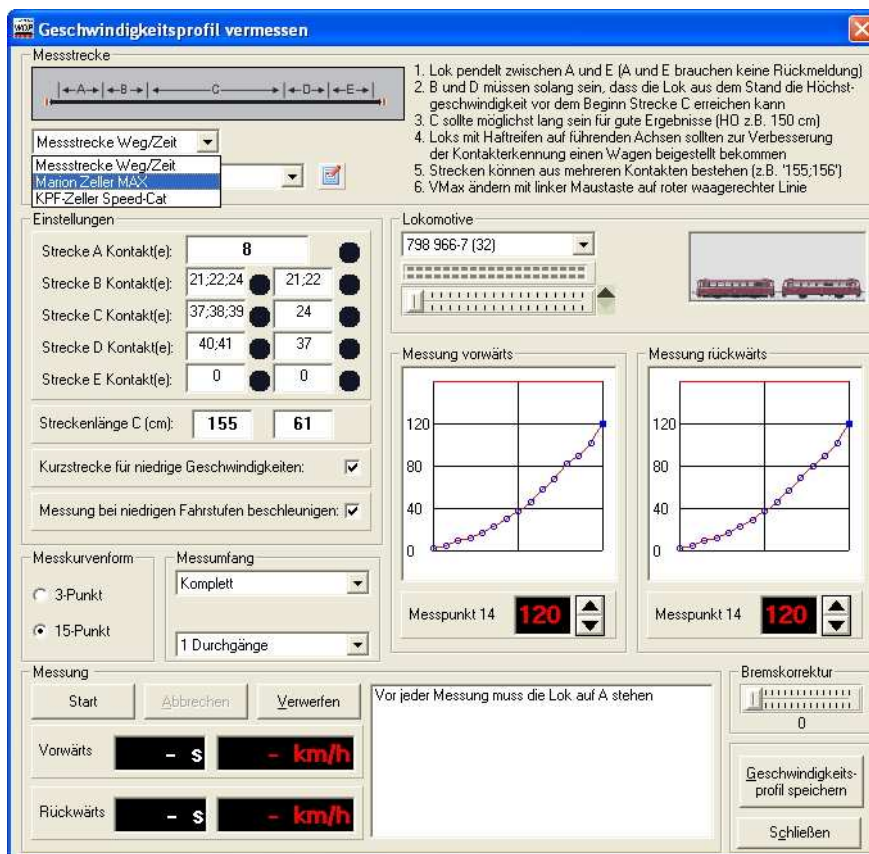 WDP Geschwindigkeitsprofil vermessen
Messstrecke
A B C D E
1. Lok pendelt zwischen A und E (A und E brauchen keine Rückmeldung)
2. B und D müssen solang sein, dass die Lok aus dem Stand die Höchst-
geschwindigkeit vor dem Beginn Strecke C erreichen kann
3. C sollte möglichst lang sein für gute Ergebnisse (HO z.B. 150 cm)
4. Loks mit Haftreifen auf führenden Achsen sollten zur Verbesserung
der Kontakterkennung einen Wagen beigestellt bekommen
5. Strecken können aus mehreren Kontakten bestehen (z.B. '155;156')
6. VMax ändern mit linker Maustaste auf roter waagerechter Linie
Messstrecke Weg/Zeit
Messstrecke Weg/Zeit
Marion Zeller MAX
KPF-Zeller Speed-Cat
Einstellungen
Strecke A Kontakt(e): 8
Strecke B Kontakt(e): 21;22;24 21;22
Strecke C Kontakt(e): 37;38;39 24
Strecke D Kontakt(e): 40;41 37
Strecke E Kontakt(e): 0 0
Streckenlänge C (cm): 155 61
Kurzstrecke für niedrige Geschwindigkeiten:
Messung bei niedrigen Fahrstufen beschleunigen:
Lokomotive
798 966-7 (32)
Messung vorwärts
120
80
40
0
Messpunkt 14 120
Messung rückwärts
120
80
40
0
Messpunkt 14 120
Messkurvenform
3-Punkt
15-Punkt
Messumfang
Komplett
1 Durchgänge
Messung
Start Abbrechen Verwerfen
Vorwärts - s - km/h
Rückwärts - s - km/h
Vor jeder Messung muss die Lok auf A stehen
Bremskorrektur
0
Geschwindigkeits-
profil speichern
Schließen